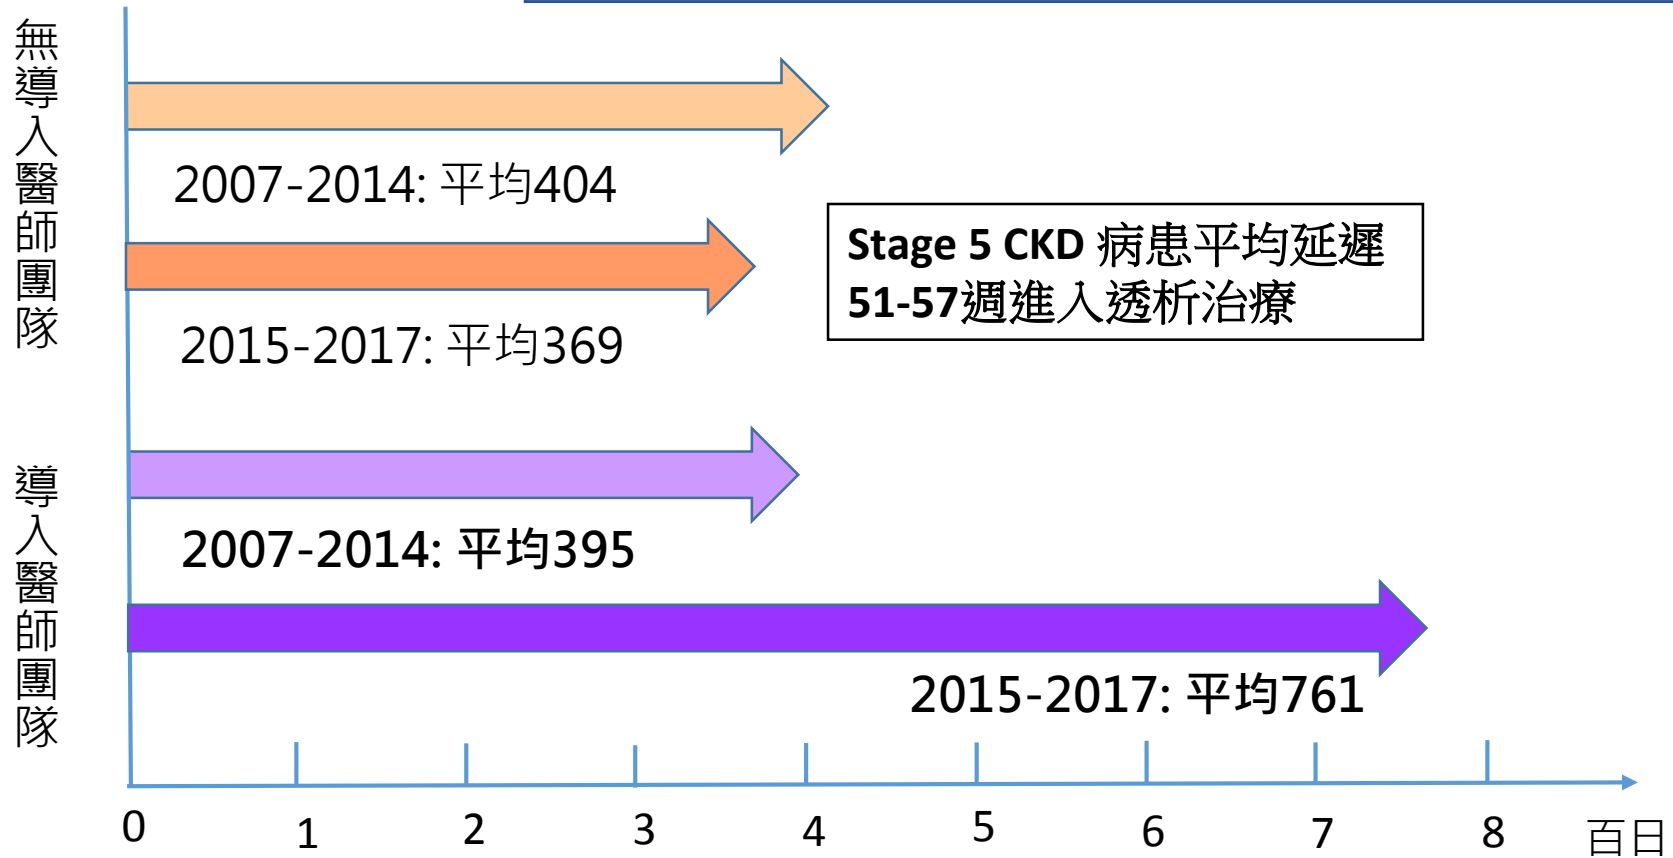 無導入醫師團隊
2007-2014: 平均404
2015-2017: 平均369
Stage 5 CKD 病患平均延遲
51-57週進入透析治療
導入醫師團隊
2007-2014: 平均395
2015-2017: 平均761
0 1 2 3 4 5 6 7 8 百日